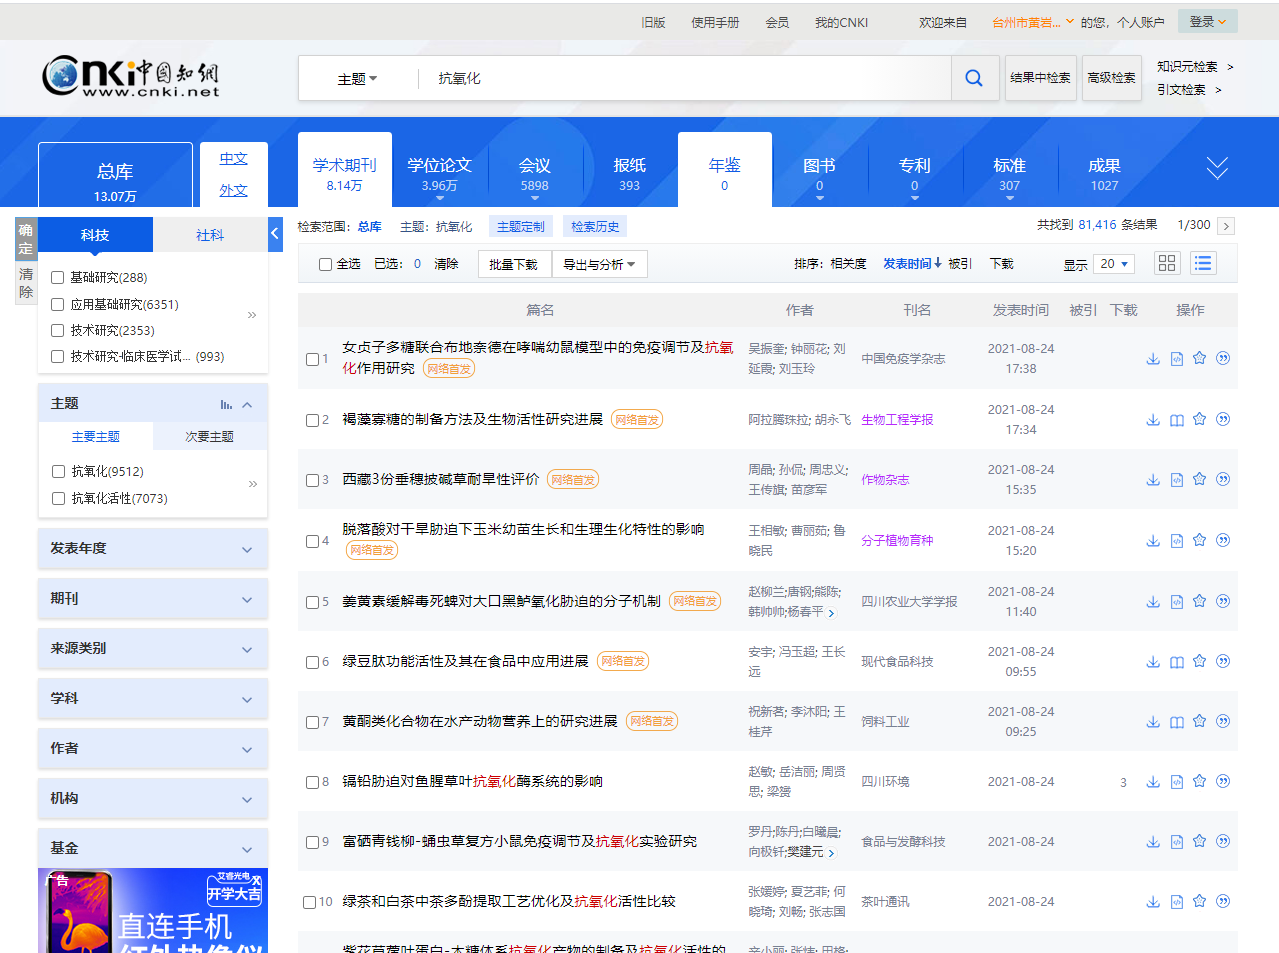 旧版 使用手册 会员 我的CNKI 欢迎来自 台州市黄岩... 的您，个人账户 登录
cnki中国知网
www.cnki.net
主题 抗氧化 结果中检索 高级检索 知识元检索 >
引文检索 >
总库
13.07万
中文
外文
学术期刊 学位论文 会议 报纸 年鉴 图书 专利 标准 成果
8.14万 3.96万 5898 393 0 0 0 307 1027
确定
清除
科技 社科
基础研究(288)
应用基础研究(6351)
技术研究(2353)
技术研究-临床医学试... (993)
»
主题
主要主题 次要主题
抗氧化(9512)
抗氧化活性(7073)
»
发表年度
期刊
来源类别
学科
作者
机构
基金
广告 艾睿光电 X
开学大吉
直连手机
红外热像仪
检索范围：总库 主题：抗氧化 主题定制 检索历史 共找到 81,416 条结果 1/300 >
全选 已选：0 清除 批量下载 导出与分析 排序：相关度 发表时间↓ 被引 下载 显示 20
篇名 作者 刊名 发表时间 被引 下载 操作
1 女贞子多糖联合布地奈德在哮喘幼鼠模型中的免疫调节及抗氧 吴振奎; 钟丽花; 刘 中国免疫学杂志 2021-08-24
化作用研究 网络首发 延霞; 刘玉玲 17:38
2 褐藻寡糖的制备方法及生物活性研究进展 网络首发 阿拉腾珠拉; 胡永飞 生物工程学报 2021-08-24
17:34
3 西藏3份垂穗披碱草耐旱性评价 网络首发 周晶; 孙侃; 周忠义; 作物杂志 2021-08-24
王传旗; 苗彦军 15:35
4 脱落酸对干旱胁迫下玉米幼苗生长和生理生化特性的影响 王相敏; 曹丽茹; 鲁 分子植物育种 2021-08-24
网络首发 晓民 15:20
5 姜黄素缓解毒死蜱对大口黑鲈氧化胁迫的分子机制 网络首发 赵柳兰;唐钢;熊陈; 四川农业大学学报 2021-08-24
韩帅帅;杨春平 > 11:40
6 绿豆肽功能活性及其在食品中应用进展 网络首发 安宇; 冯玉超; 王长 现代食品科技 2021-08-24
远 09:55
7 黄酮类化合物在水产动物营养上的研究进展 网络首发 祝新茗; 李沐阳; 王 饲料工业 2021-08-24
桂芹 09:25
8 镉铅胁迫对鱼腥草叶抗氧化酶系统的影响 赵敏; 岳洁丽; 周贤 四川环境 2021-08-24 3
思; 梁赟
9 富硒青钱柳-蛹虫草复方小鼠免疫调节及抗氧化实验研究 罗丹;陈丹;白曦晨; 食品与发酵科技 2021-08-24
向极钎;樊建元 >
10 绿茶和白茶中茶多酚提取工艺优化及抗氧化活性比较 张媛婷; 夏艺菲; 何 茶叶通讯 2021-08-24
晓琦; 刘畅; 张志国
紫花苜蓿叶蛋白-木糖体系抗氧化产物的制备及抗氧化活性的